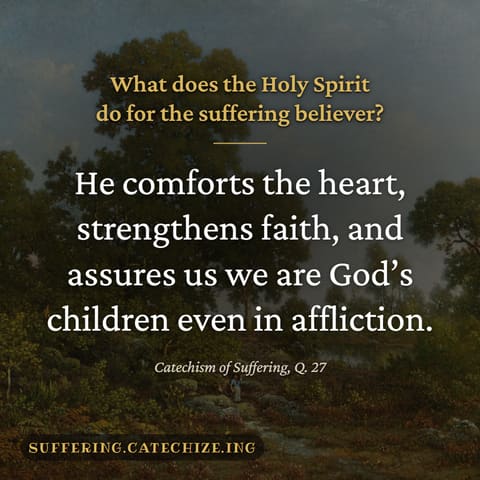 What does the Holy Spirit
do for the suffering believer?
He comforts the heart,
strengthens faith, and
assures us we are God’s
children even in affliction.
Catechism of Suffering, Q. 27
SUFFERING.CATECHIZE.ING